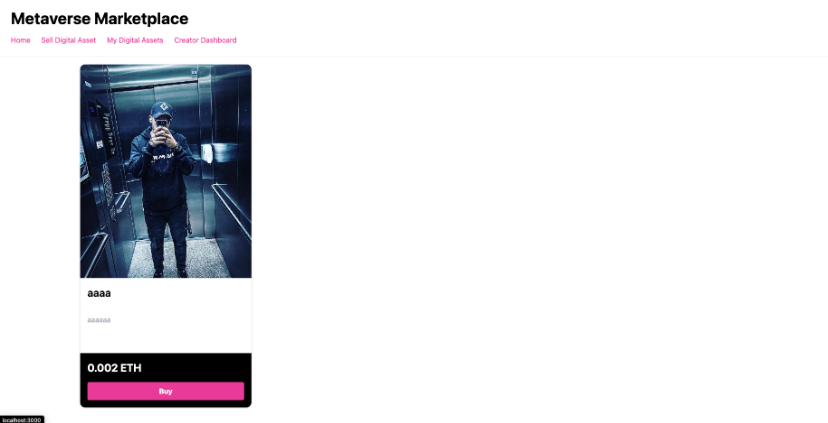 Metaverse Marketplace
Home Sell Digital Asset My Digital Assets Creator Dashboard
aaaa
aaaaaa
0.002 ETH
Buy
localhost:3000